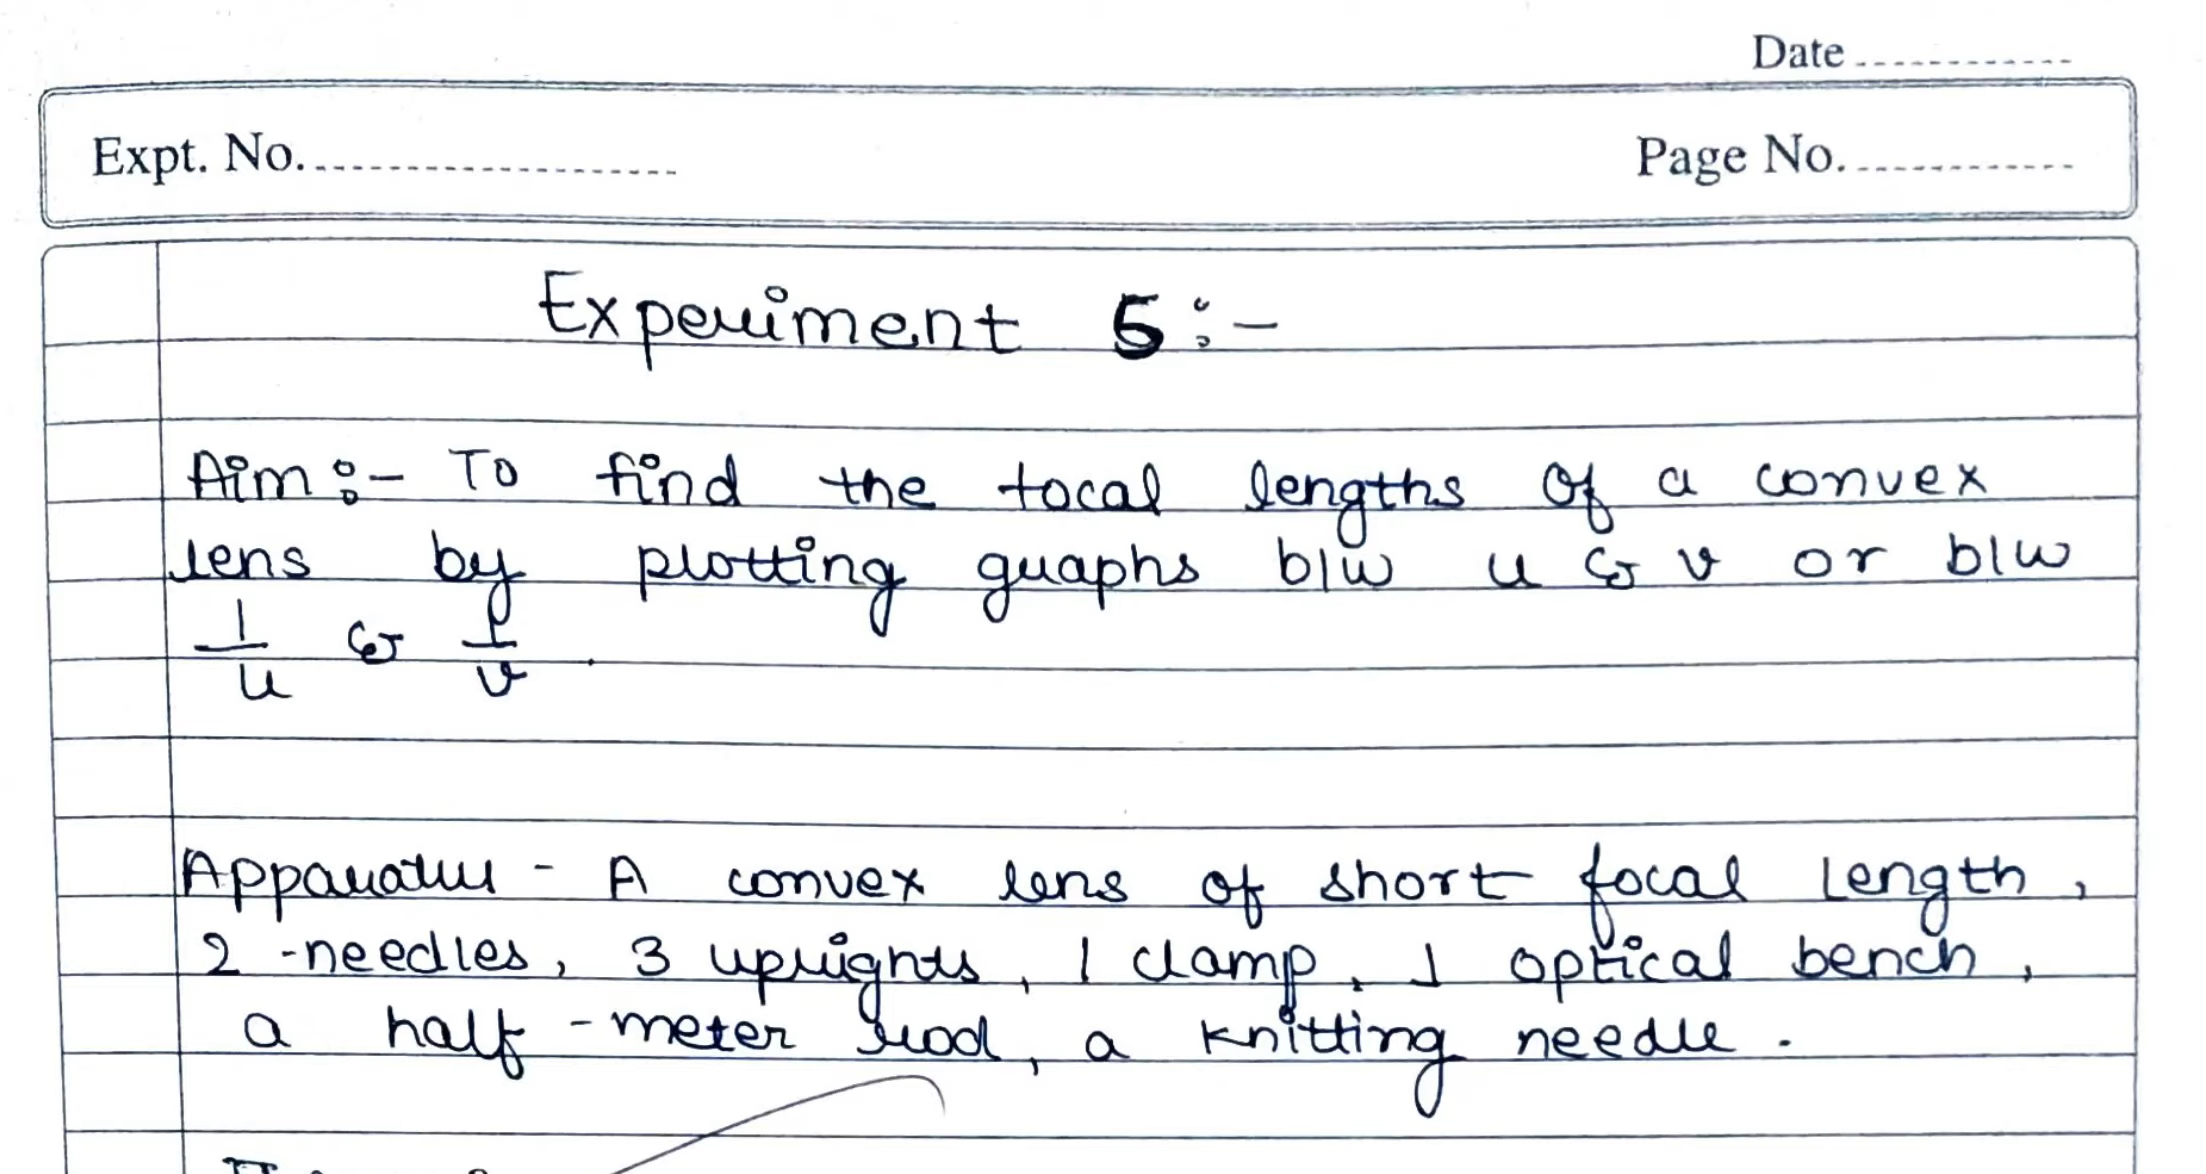 Date ............
Expt. No. ....................
Page No. ............
Experiment 5:-
Aim:- To find the focal lengths of a convex
lens by plotting graphs b/w u & v or b/w
1/u & 1/v.
Apparatus - A convex lens of short focal length,
2 -needles, 3 uprights, 1 clamp, 1 optical bench,
a half -meter rod, a knitting needle.